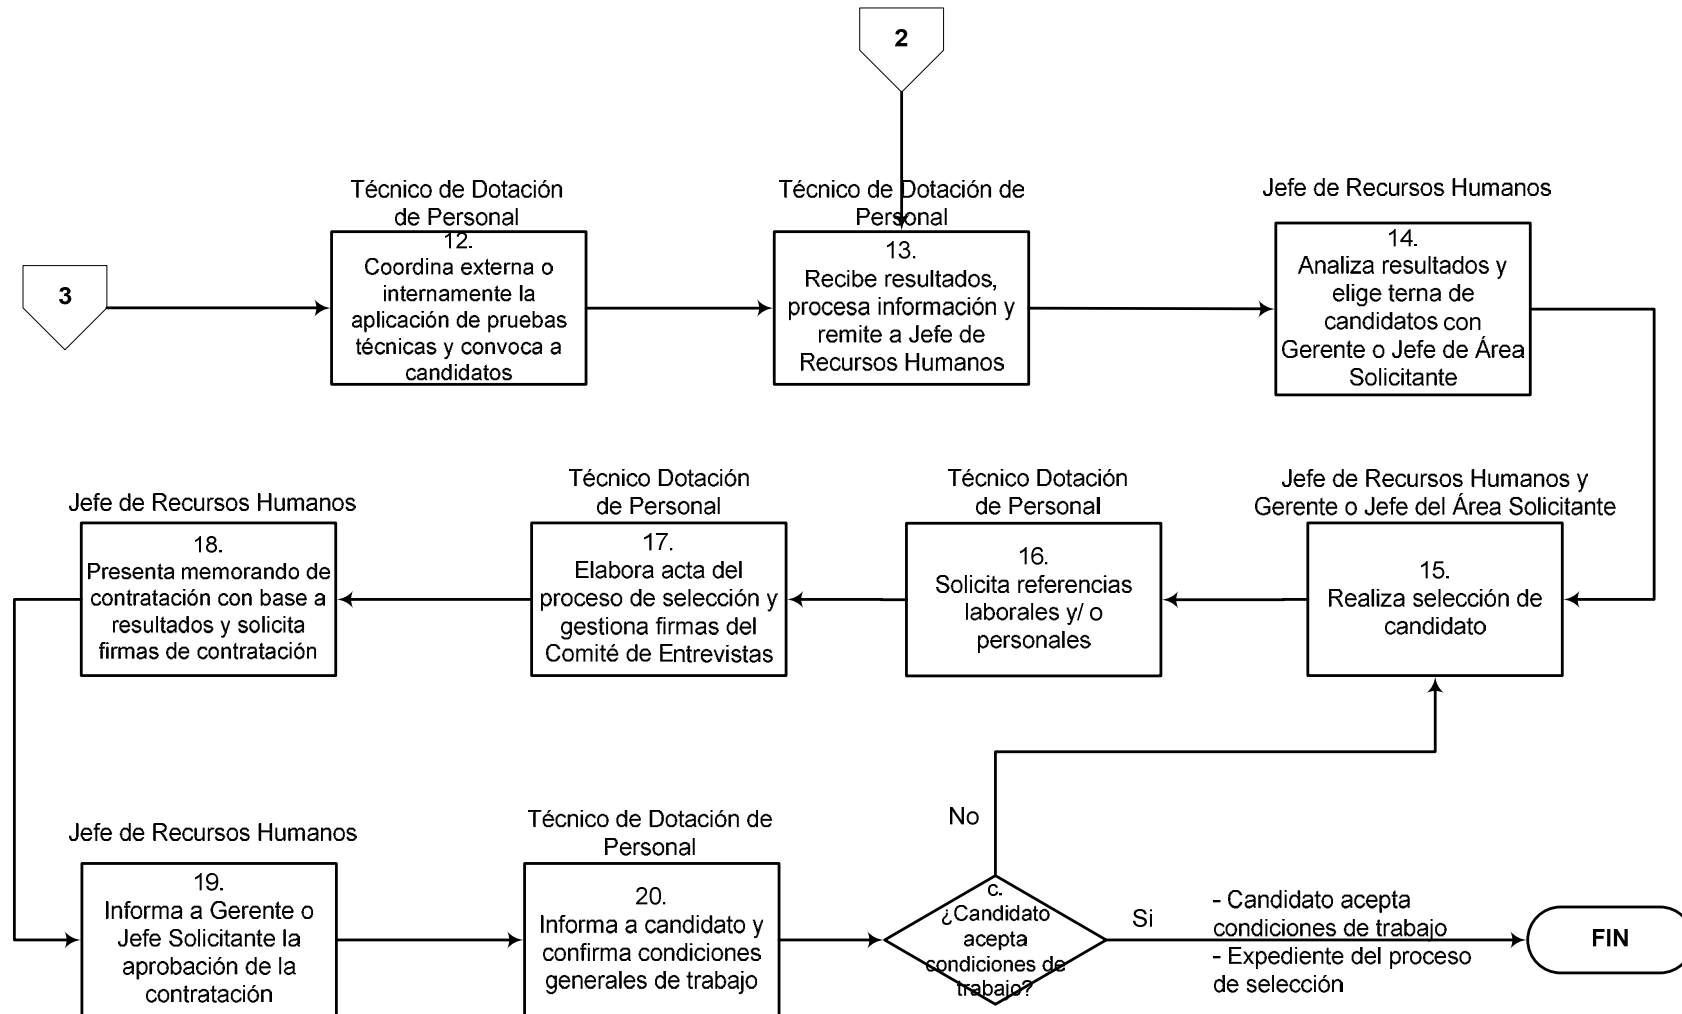 2
Técnico de Dotación
de Personal
Técnico de Dotación de
Personal
Jefe de Recursos Humanos
3
12.
Coordina externa o
internamente la
aplicación de pruebas
técnicas y convoca a
candidatos
13.
Recibe resultados,
procesa información y
remite a Jefe de
Recursos Humanos
14.
Analiza resultados y
elige terna de
candidatos con
Gerente o Jefe de Área
Solicitante
Jefe de Recursos Humanos y
Gerente o Jefe del Área Solicitante
15.
Realiza selección de
candidato
Técnico Dotación
de Personal
16.
Solicita referencias
laborales y/ o
personales
Técnico Dotación
de Personal
17.
Elabora acta del
proceso de selección y
gestiona firmas del
Comité de Entrevistas
Jefe de Recursos Humanos
18.
Presenta memorando de
contratación con base a
resultados y solicita
firmas de contratación
Jefe de Recursos Humanos
19.
Informa a Gerente o
Jefe Solicitante la
aprobación de la
contratación
Técnico de Dotación de
Personal
20.
Informa a candidato y
confirma condiciones
generales de trabajo
c.
¿Candidato
acepta
condiciones de
trabajo?
No
Si
- Candidato acepta
condiciones de trabajo
- Expediente del proceso
de selección
FIN